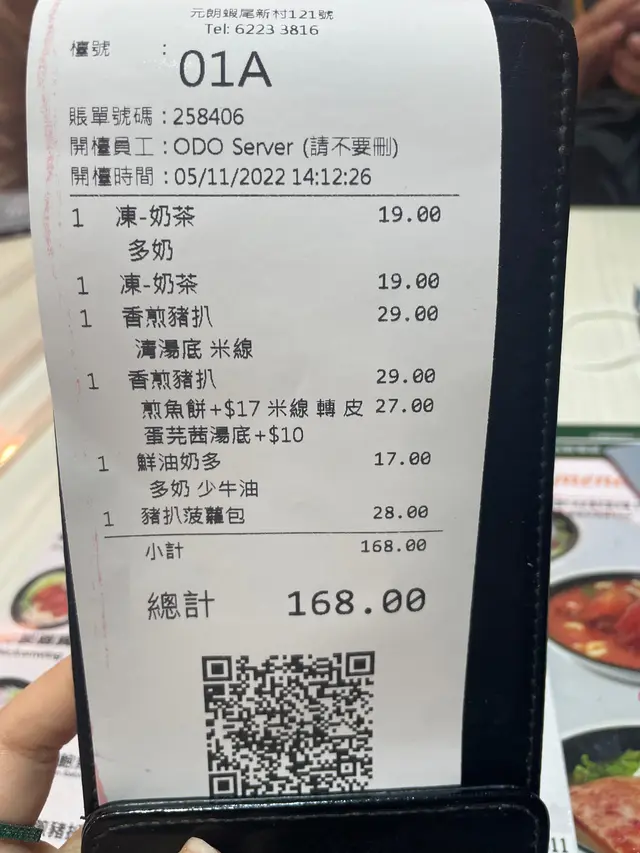 元朗蝦尾新村121號
Tel: 6223 3816
檯號 :
01A
賬單號碼 : 258406
開檯員工 : ODO Server (請不要刪)
開檯時間 : 05/11/2022 14:12:26
1 凍-奶茶 19.00
多奶
1 凍-奶茶 19.00
1 香煎豬扒 29.00
清湯底 米線
1 香煎豬扒 29.00
煎魚餅+$17 米線 轉 皮 27.00
蛋芫茜湯底+$10
1 鮮油奶多 17.00
多奶 少牛油
1 豬扒菠蘿包 28.00
小計 168.00
總計 168.00